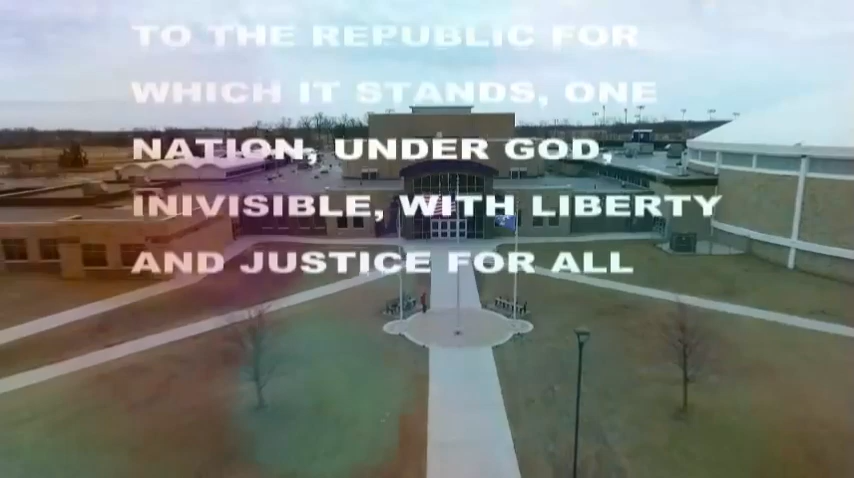 TO THE REPUBLIC FOR
WHICH IT STANDS, ONE
NATION, UNDER GOD,
INIVISIBLE, WITH LIBERTY
AND JUSTICE FOR ALL